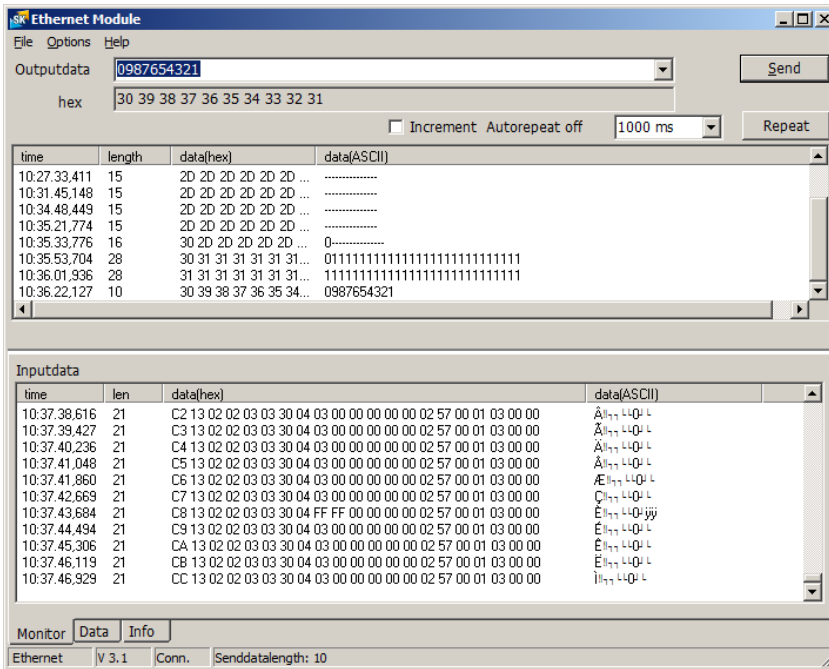 SK Ethernet Module
File Options Help
Outputdata 0987654321 Send
hex 30 39 38 37 36 35 34 33 32 31
Increment Autorepeat off 1000 ms Repeat
time length data(hex) data(ASCII)
10:27.33,411 15 2D 2D 2D 2D 2D 2D ... ---------------
10:31.45,148 15 2D 2D 2D 2D 2D 2D ... ---------------
10:34.48,449 15 2D 2D 2D 2D 2D 2D ... ---------------
10:35.21,774 15 2D 2D 2D 2D 2D 2D ... ---------------
10:35.33,776 16 30 2D 2D 2D 2D 2D ... 0---------------
10:35.53,704 28 30 31 31 31 31 31 31... 0111111111111111111111111111
10:36.01,936 28 31 31 31 31 31 31 31... 1111111111111111111111111111
10:36.22,127 10 30 39 38 37 36 35 34... 0987654321
Inputdata
time len data(hex) data(ASCII)
10:37.38,616 21 C2 13 02 02 03 03 30 04 03 00 00 00 00 00 02 57 00 01 03 00 00 Â‼┐┐└└0┘└
10:37.39,427 21 C3 13 02 02 03 03 30 04 03 00 00 00 00 00 02 57 00 01 03 00 00 Ã‼┐┐└└0┘└
10:37.40,236 21 C4 13 02 02 03 03 30 04 03 00 00 00 00 00 02 57 00 01 03 00 00 Ä‼┐┐└└0┘└
10:37.41,048 21 C5 13 02 02 03 03 30 04 03 00 00 00 00 00 02 57 00 01 03 00 00 Å‼┐┐└└0┘└
10:37.41,860 21 C6 13 02 02 03 03 30 04 03 00 00 00 00 00 02 57 00 01 03 00 00 Æ‼┐┐└└0┘└
10:37.42,669 21 C7 13 02 02 03 03 30 04 03 00 00 00 00 00 02 57 00 01 03 00 00 Ç‼┐┐└└0┘└
10:37.43,684 21 C8 13 02 02 03 03 30 04 FF FF 00 00 00 00 02 57 00 01 03 00 00 È‼┐┐└└0┘ÿÿ
10:37.44,494 21 C9 13 02 02 03 03 30 04 03 00 00 00 00 00 02 57 00 01 03 00 00 É‼┐┐└└0┘└
10:37.45,306 21 CA 13 02 02 03 03 30 04 03 00 00 00 00 00 02 57 00 01 03 00 00 Ê‼┐┐└└0┘└
10:37.46,119 21 CB 13 02 02 03 03 30 04 03 00 00 00 00 00 02 57 00 01 03 00 00 Ë‼┐┐└└0┘└
10:37.46,929 21 CC 13 02 02 03 03 30 04 03 00 00 00 00 00 02 57 00 01 03 00 00 Ì‼┐┐└└0┘└
Monitor Data Info
Ethernet V 3.1 Conn. Senddatalength: 10